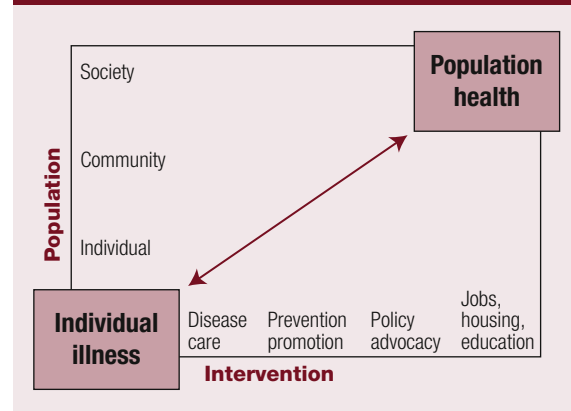 Population
health
Society
Community
Individual
Population
Individual
illness
Disease
care
Prevention
promotion
Policy
advocacy
Jobs,
housing,
education
Intervention